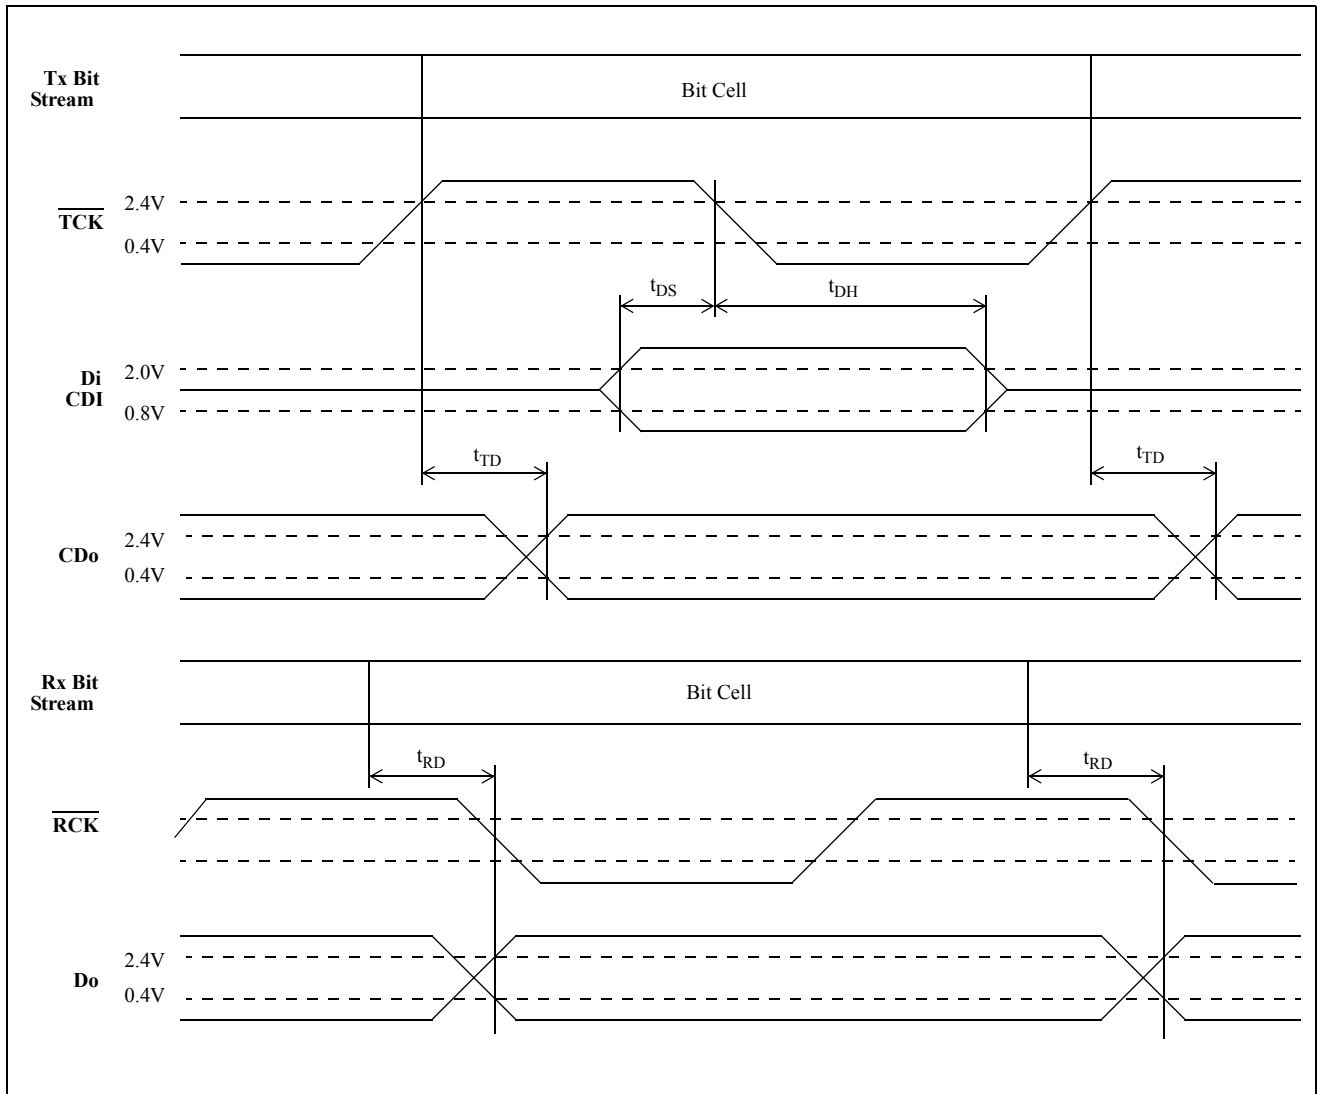 Tx Bit
Stream
Bit Cell
TCK
2.4V
0.4V
tDS
tDH
Di
CDI
2.0V
0.8V
tTD
tTD
CDo
2.4V
0.4V
Rx Bit
Stream
Bit Cell
tRD
tRD
RCK
Do
2.4V
0.4V